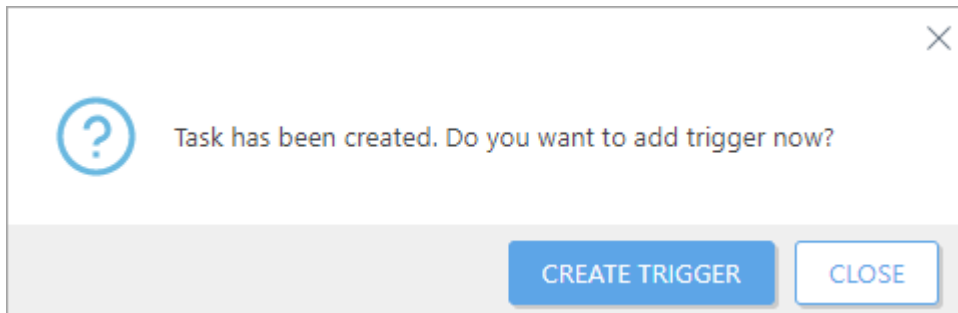 Task has been created. Do you want to add trigger now?
CREATE TRIGGER
CLOSE